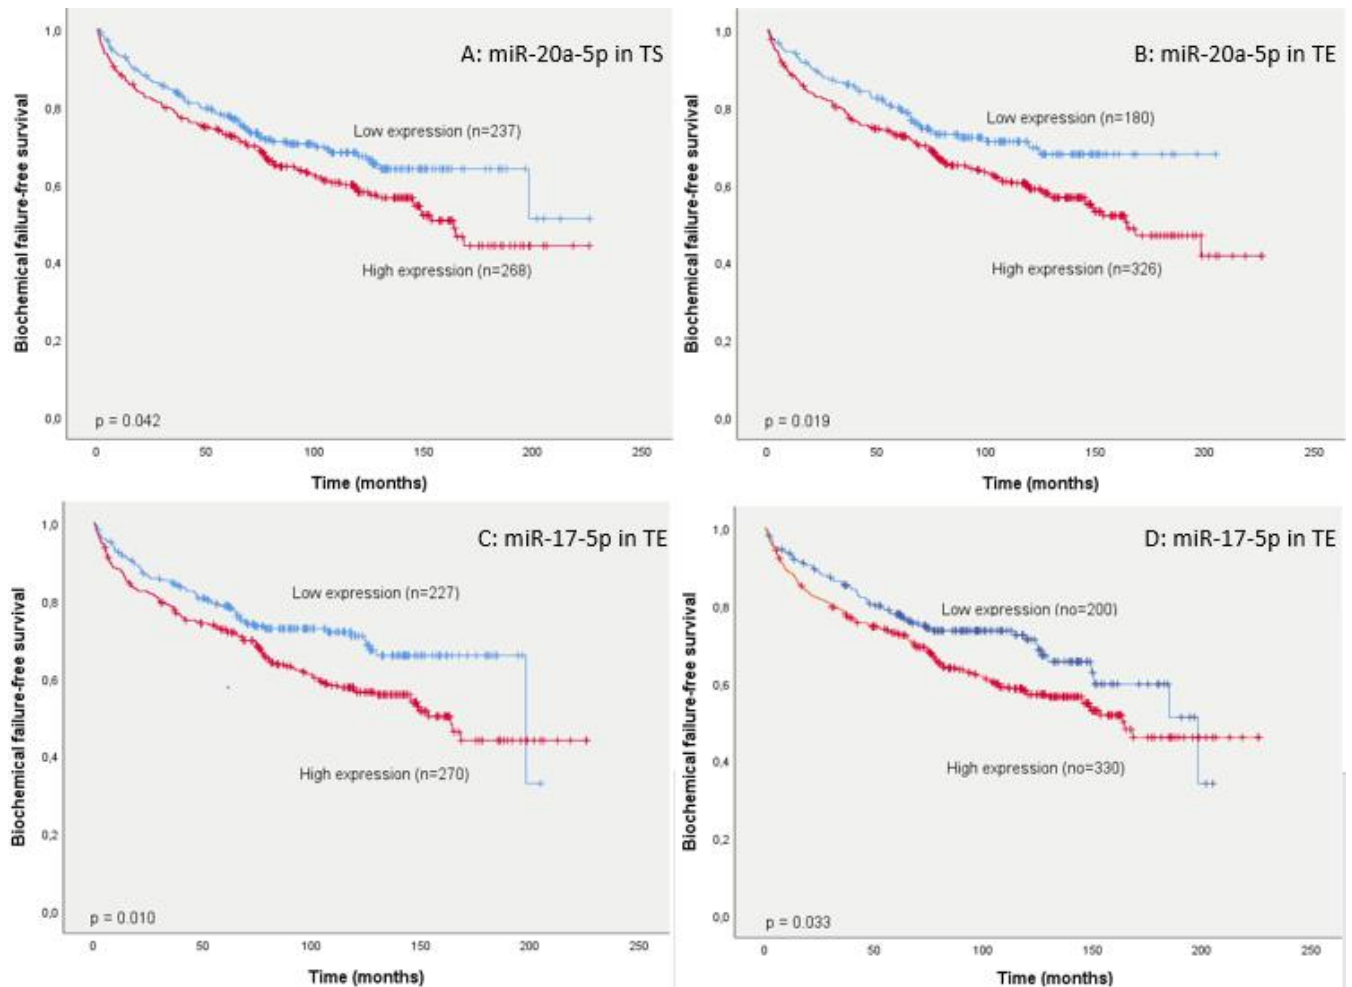 A: miR-20a-5p in TS
Biochemical failure-free survival
1,0
0,8
0,6
0,4
0,2
0,0
Low expression (n=237)
High expression (n=268)
p = 0.042
0 50 100 150 200 250
Time (months)
B: miR-20a-5p in TE
Biochemical failure-free survival
1,0
0,8
0,6
0,4
0,2
0,0
Low expression (n=180)
High expression (n=326)
p = 0.019
0 50 100 150 200 250
Time (months)
C: miR-17-5p in TE
Biochemical failure-free survival
1,0
0,8
0,6
0,4
0,2
0,0
Low expression (n=227)
High expression (n=270)
p = 0.010
0 50 100 150 200 250
Time (months)
D: miR-17-5p in TE
Biochemical failure-free survival
1,0
0,8
0,6
0,4
0,2
0,0
Low expression (no=200)
High expression (no=330)
p = 0.033
0 50 100 150 200 250
Time (months)